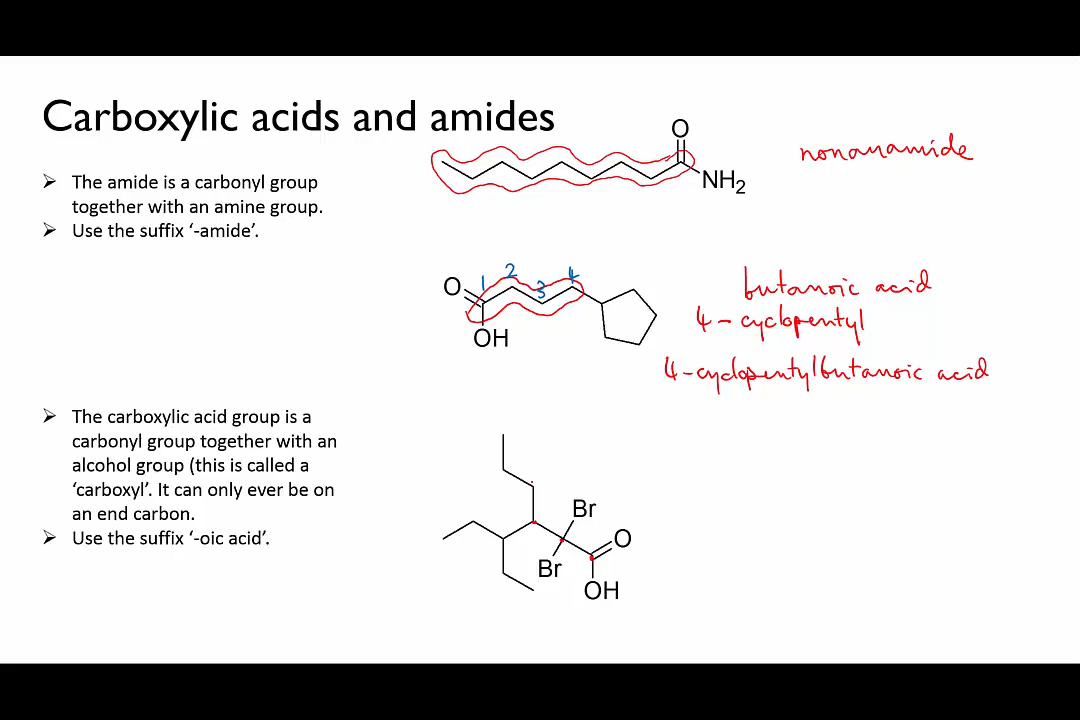 Carboxylic acids and amides
➢ The amide is a carbonyl group
together with an amine group.
➢ Use the suffix ‘-amide’.
➢ The carboxylic acid group is a
carbonyl group together with an
alcohol group (this is called a
‘carboxyl’. It can only ever be on
an end carbon.
➢ Use the suffix ‘-oic acid’.
O
NH2
nonanamide
1 2 3 4
O
OH
butanoic acid
4-cyclopentyl
4-cyclopentylbutanoic acid
Br
O
Br
OH